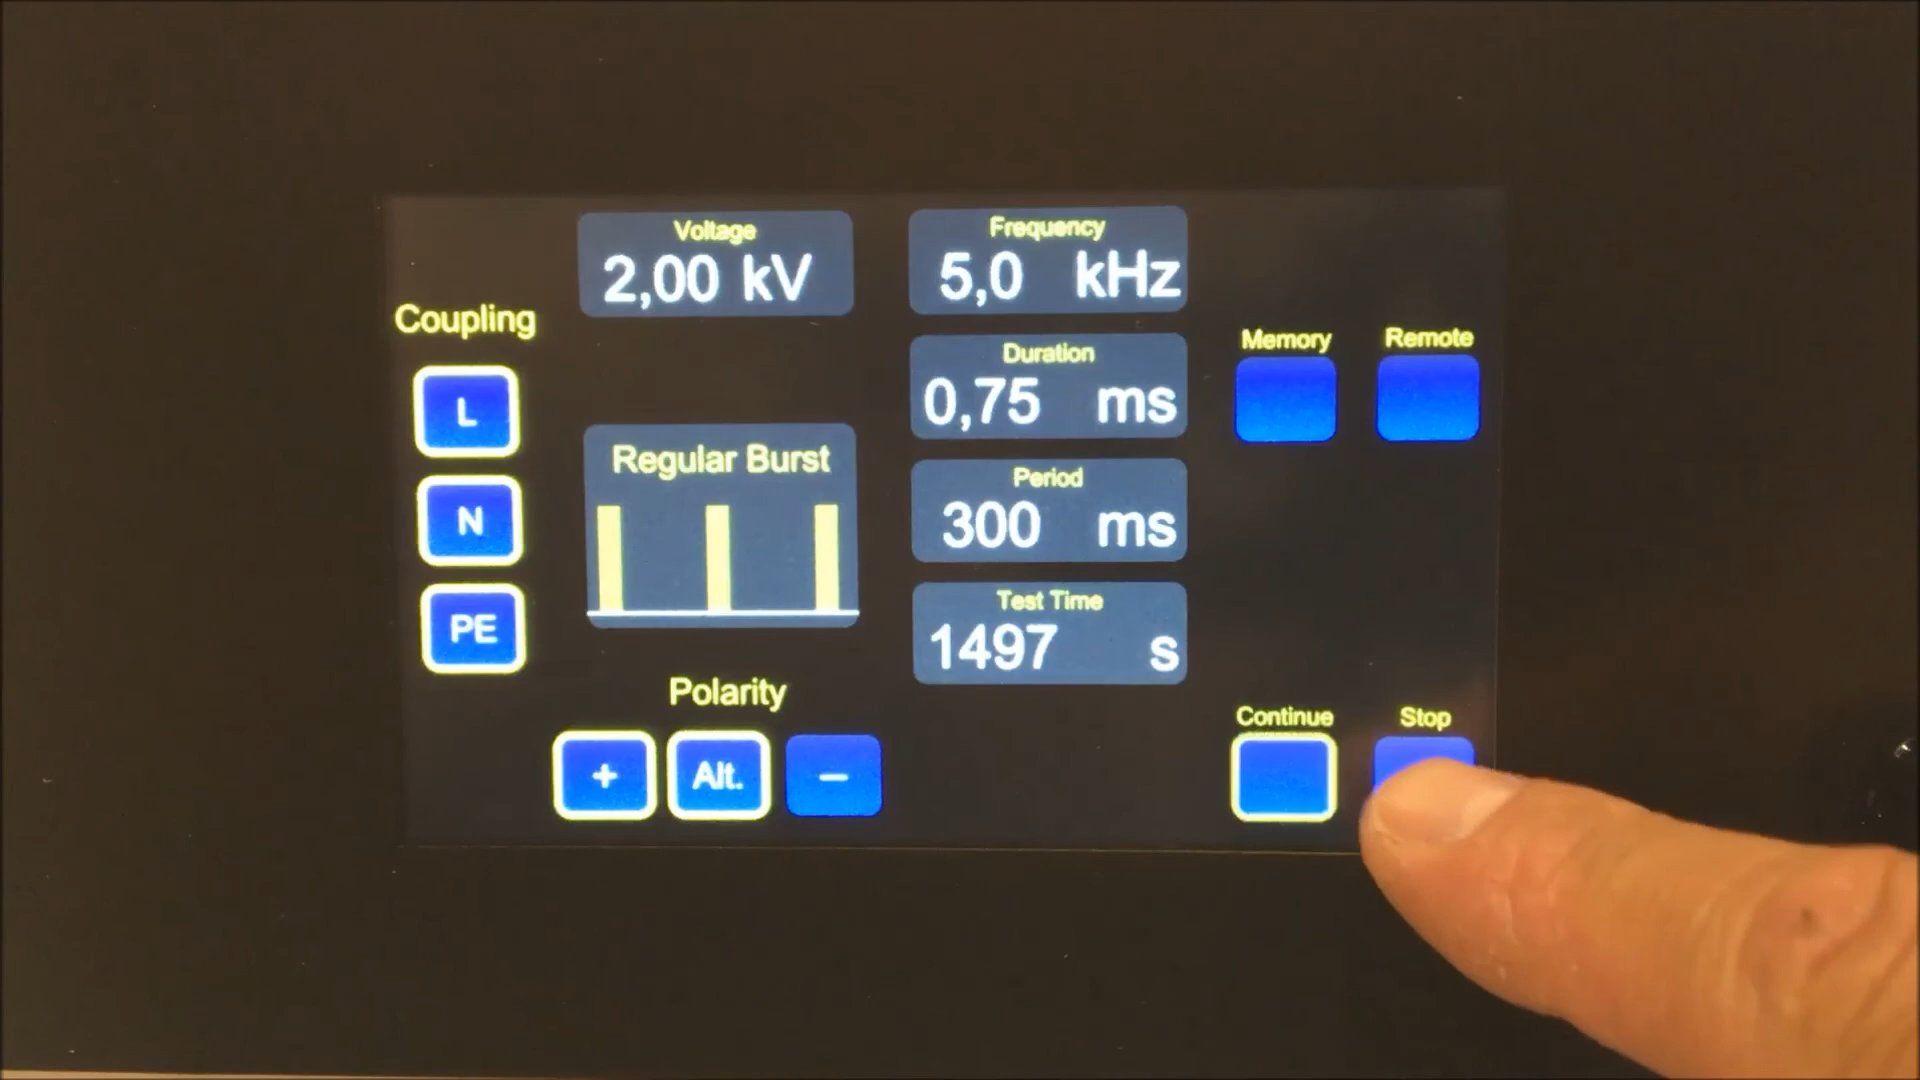 Voltage
2,00 kV
Frequency
5,0 kHz
Coupling
L
N
PE
Regular Burst
Duration
0,75 ms
Period
300 ms
Test Time
1497 s
Memory
Remote
Polarity
+
Alt.
–
Continue
Stop